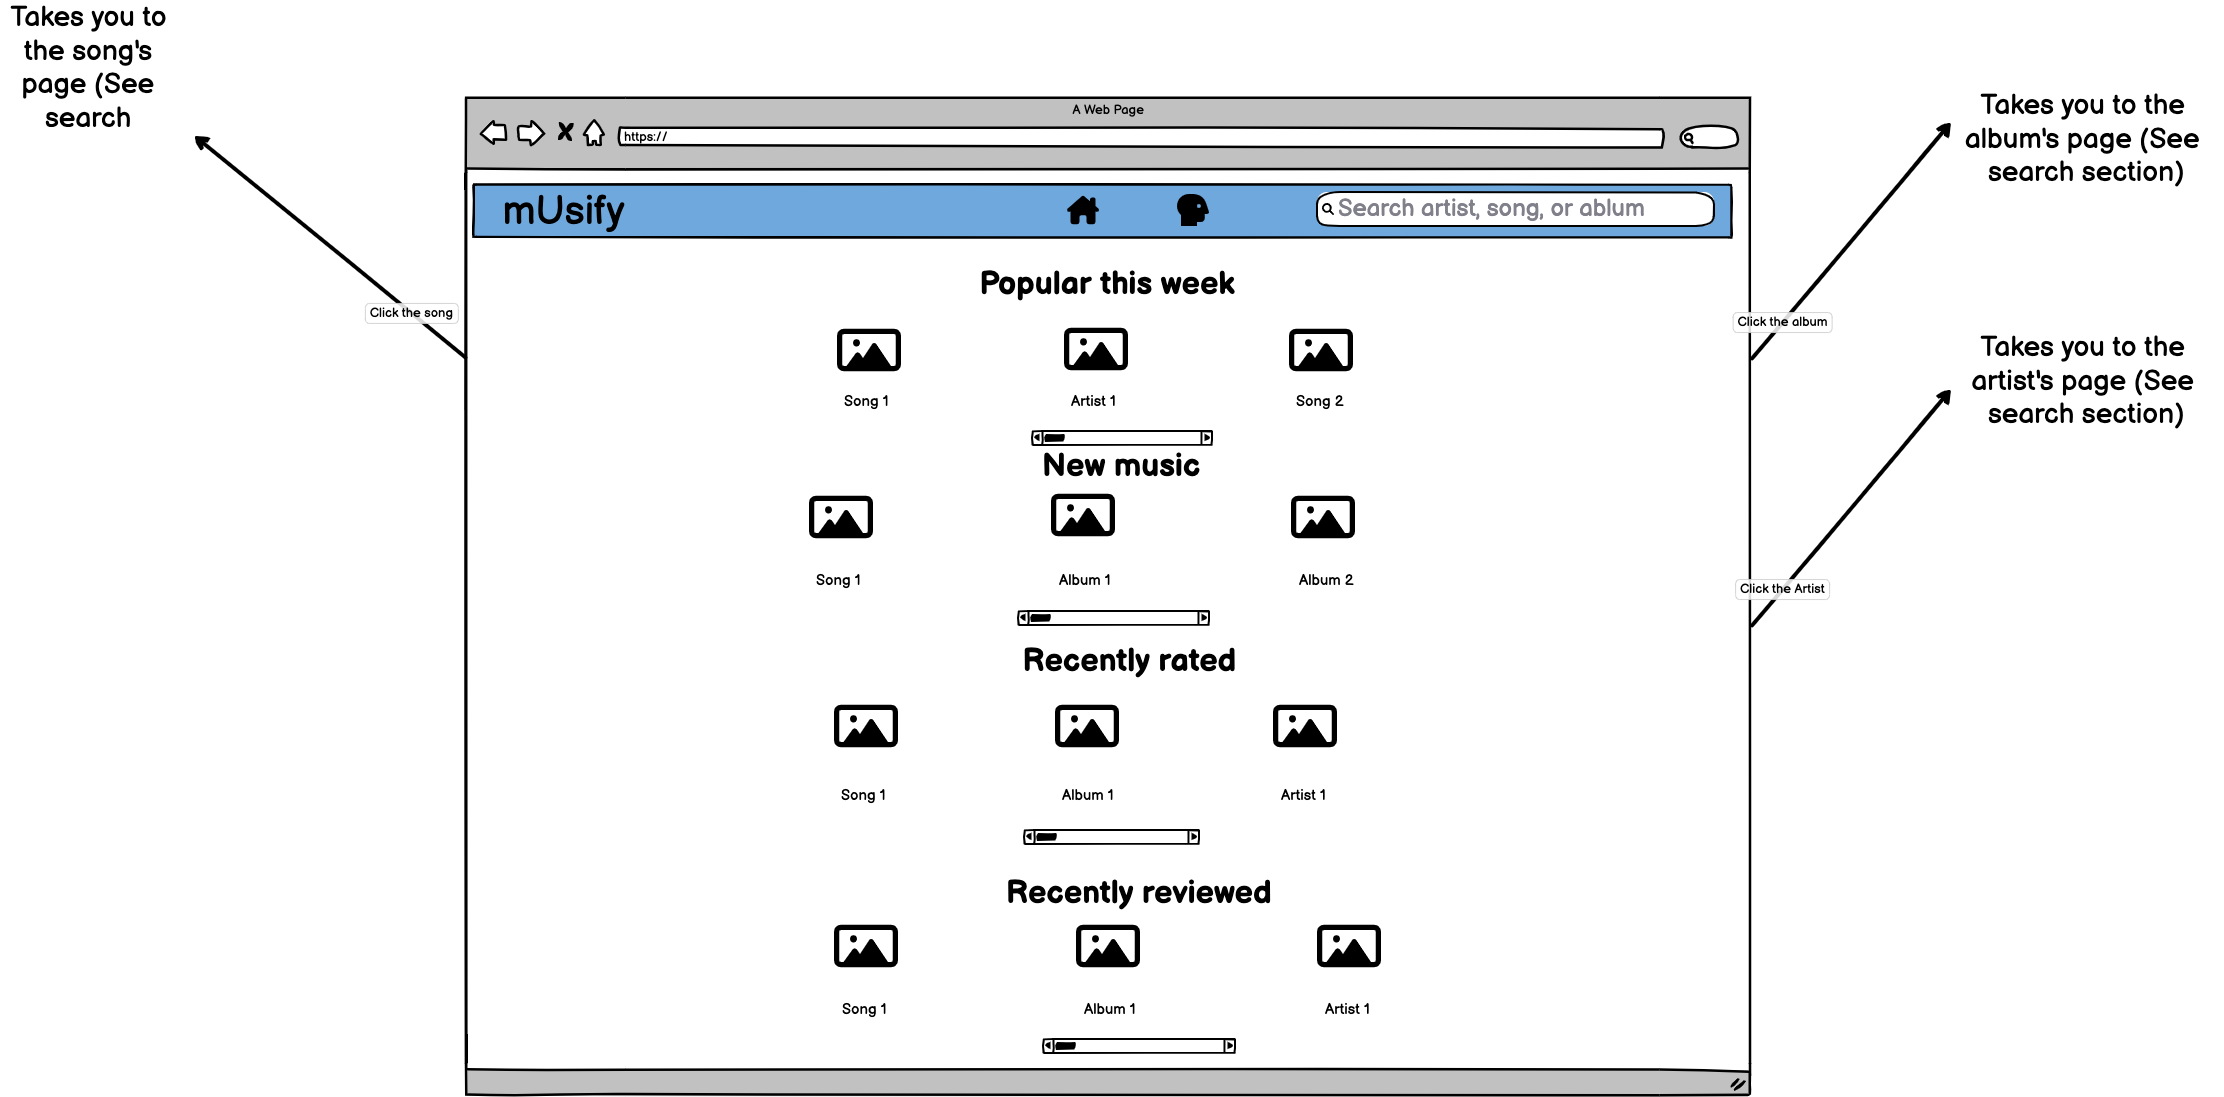 Takes you to
the song's
page (See
search
A Web Page
https://
Takes you to the
album's page (See
search section)
mUsify
Search artist, song, or ablum
Popular this week
Click the song
Click the album
Song 1
Artist 1
Song 2
Takes you to the
artist's page (See
search section)
New music
Song 1
Album 1
Album 2
Click the Artist
Recently rated
Song 1
Album 1
Artist 1
Recently reviewed
Song 1
Album 1
Artist 1